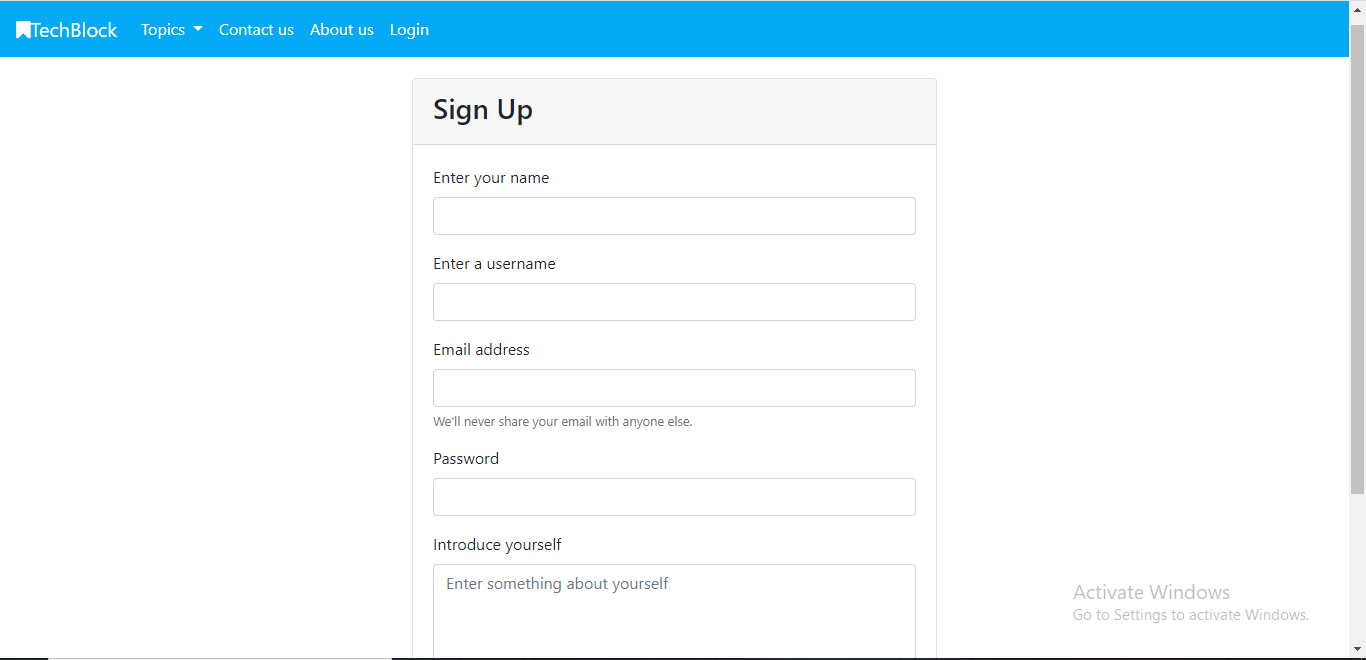 TechBlock Topics Contact us About us Login
Sign Up
Enter your name
Enter a username
Email address
We'll never share your email with anyone else.
Password
Introduce yourself
Enter something about yourself
Activate Windows
Go to Settings to activate Windows.